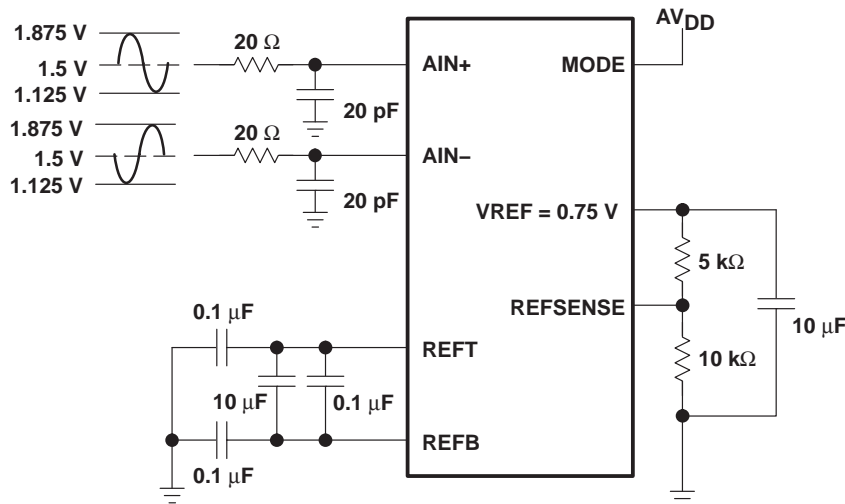 AVDD
1.875 V
1.5 V
1.125 V
20 Ω
20 pF
AIN+
MODE
1.875 V
1.5 V
1.125 V
20 Ω
20 pF
AIN–
VREF = 0.75 V
5 kΩ
REFSENSE
10 kΩ
10 μF
0.1 μF
REFT
10 μF
0.1 μF
REFB
0.1 μF